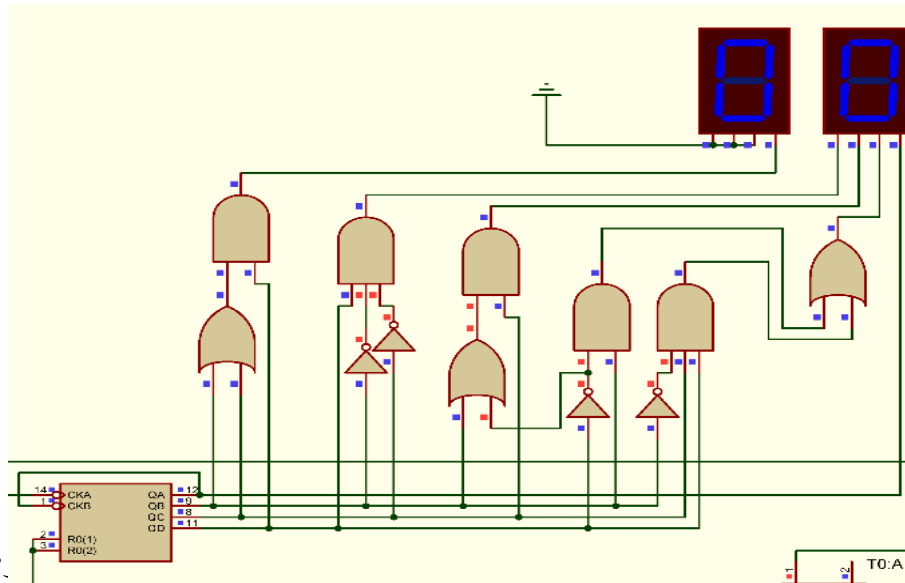 14 CKA QA 12
1 CKB QB 9
QC 8
QD 11
2 R0(1)
3 R0(2)
1 2 T0:A